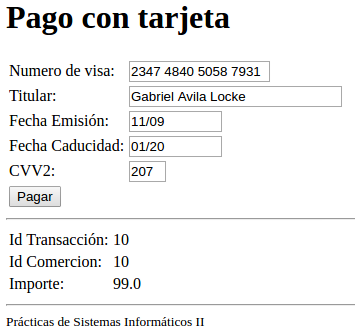 Pago con tarjeta
Numero de visa: 2347 4840 5058 7931
Titular: Gabriel Avila Locke
Fecha Emisión: 11/09
Fecha Caducidad: 01/20
CVV2: 207
Pagar
Id Transacción: 10
Id Comercion: 10
Importe: 99.0
Prácticas de Sistemas Informáticos II